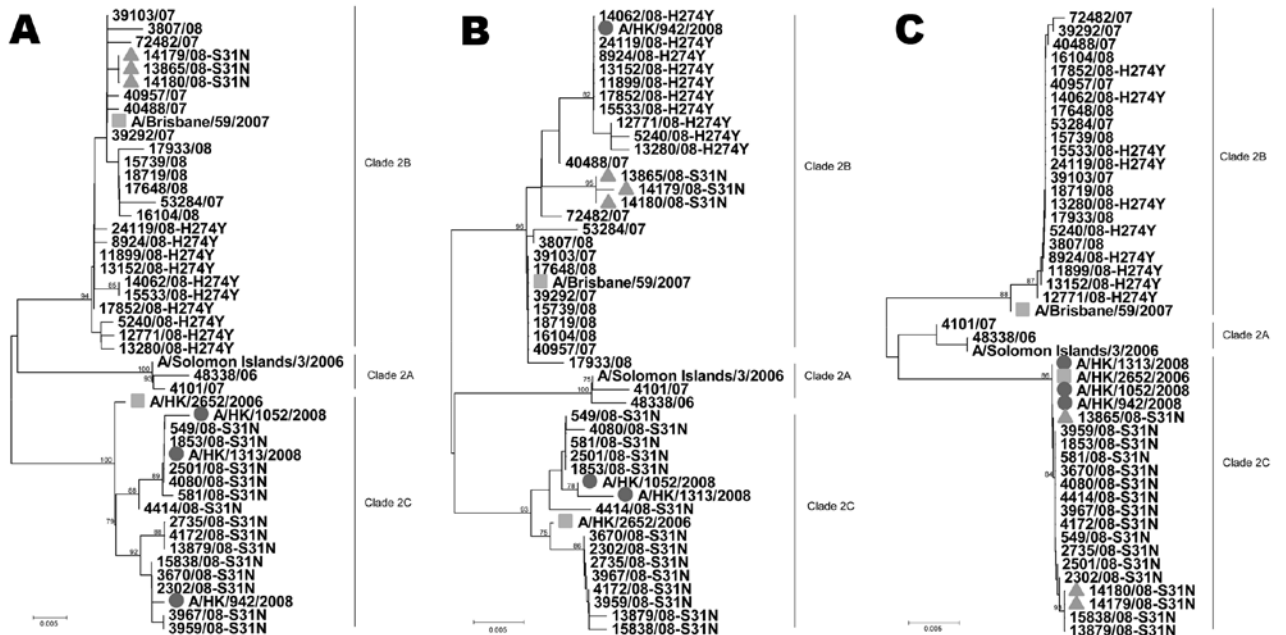 A
39103/07
3807/08
72482/07
14179/08-S31N
13865/08-S31N
14180/08-S31N
40957/07
40488/07
A/Brisbane/59/2007
39292/07
17933/08
15739/08
18719/08
17648/08
53284/07
16104/08
24119/08-H274Y
8924/08-H274Y
11899/08-H274Y
13152/08-H274Y
14062/08-H274Y
15533/08-H274Y
17852/08-H274Y
5240/08-H274Y
12771/08-H274Y
13280/08-H274Y
A/Solomon Islands/3/2006
48338/06
4101/07
A/HK/2652/2006
A/HK/1052/2008
549/08-S31N
1853/08-S31N
A/HK/1313/2008
2501/08-S31N
4080/08-S31N
581/08-S31N
4414/08-S31N
2735/08-S31N
4172/08-S31N
13879/08-S31N
15838/08-S31N
3670/08-S31N
2302/08-S31N
A/HK/942/2008
3967/08-S31N
3959/08-S31N
94
100
100
79
92
Clade 2B
Clade 2A
Clade 2C
0.005
B
14062/08-H274Y
A/HK/942/2008
24119/08-H274Y
8924/08-H274Y
13152/08-H274Y
11899/08-H274Y
17852/08-H274Y
15533/08-H274Y
12771/08-H274Y
5240/08-H274Y
13280/08-H274Y
40488/07
13865/08-S31N
14179/08-S31N
14180/08-S31N
72482/07
53284/07
3807/08
39103/07
17648/08
A/Brisbane/59/2007
39292/07
15739/08
18719/08
16104/08
40957/07
17933/08
A/Solomon Islands/3/2006
4101/07
48338/06
549/08-S31N
4080/08-S31N
581/08-S31N
2501/08-S31N
1853/08-S31N
A/HK/1052/2008
A/HK/1313/2008
4414/08-S31N
A/HK/2652/2006
3670/08-S31N
2302/08-S31N
2735/08-S31N
3967/08-S31N
4172/08-S31N
3959/08-S31N
13879/08-S31N
15838/08-S31N
75
100
78
75
Clade 2B
Clade 2A
Clade 2C
0.005
C
72482/07
39292/07
40488/07
16104/08
17852/08-H274Y
40957/07
14062/08-H274Y
17648/08
53284/07
15739/08
15533/08-H274Y
24119/08-H274Y
39103/07
18719/08
13280/08-H274Y
17933/08
5240/08-H274Y
3807/08
8924/08-H274Y
11899/08-H274Y
13152/08-H274Y
12771/08-H274Y
A/Brisbane/59/2007
4101/07
48338/06
A/Solomon Islands/3/2006
A/HK/1313/2008
A/HK/2652/2006
A/HK/1052/2008
A/HK/942/2008
13865/08-S31N
3959/08-S31N
1853/08-S31N
581/08-S31N
3670/08-S31N
4080/08-S31N
4414/08-S31N
3967/08-S31N
4172/08-S31N
549/08-S31N
2735/08-S31N
2501/08-S31N
2302/08-S31N
14180/08-S31N
14179/08-S31N
15838/08-S31N
13879/08-S31N
87
88
Clade 2B
Clade 2A
Clade 2C
0.005